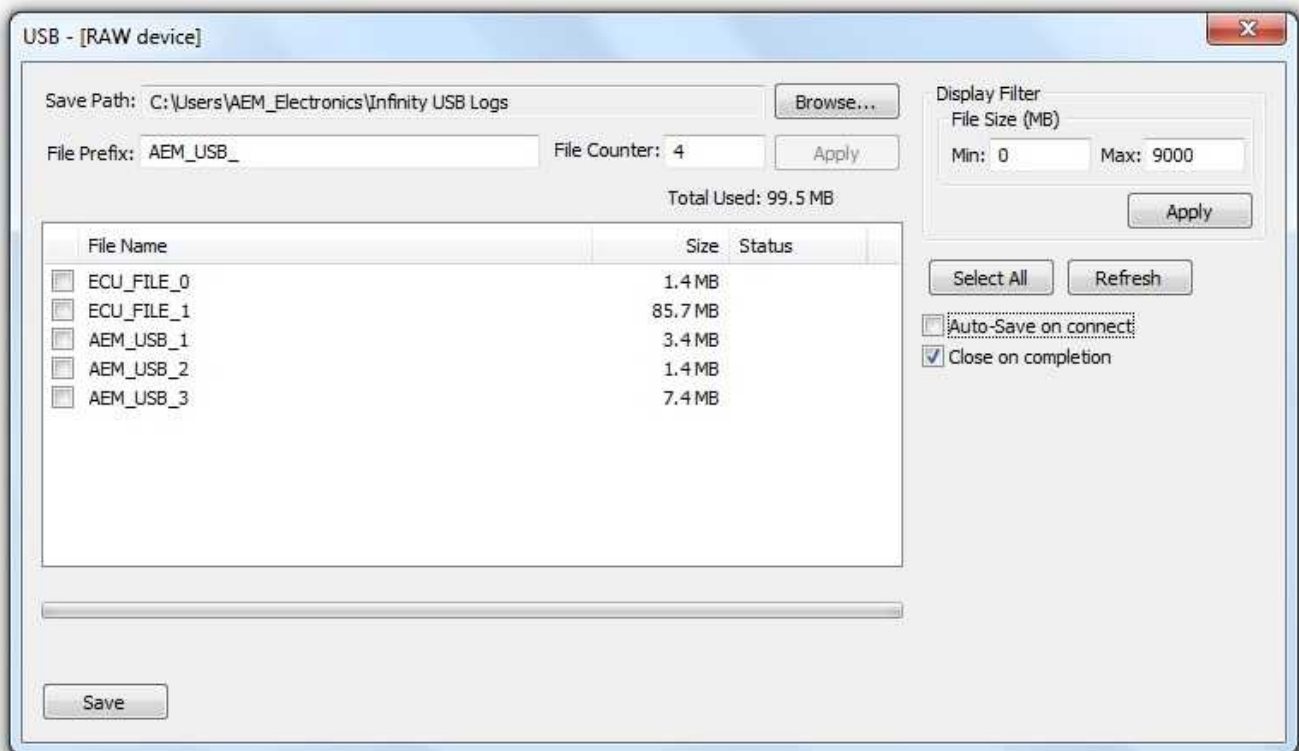 USB - [RAW device]
Save Path: C:\Users\AEM_Electronics\Infinity USB Logs Browse...
File Prefix: AEM_USB_ File Counter: 4 Apply
Total Used: 99.5 MB
File Name Size Status
ECU_FILE_0 1.4 MB
ECU_FILE_1 85.7 MB
AEM_USB_1 3.4 MB
AEM_USB_2 1.4 MB
AEM_USB_3 7.4 MB
Save
Display Filter
File Size (MB)
Min: 0 Max: 9000
Apply
Select All Refresh
Auto-Save on connect
Close on completion